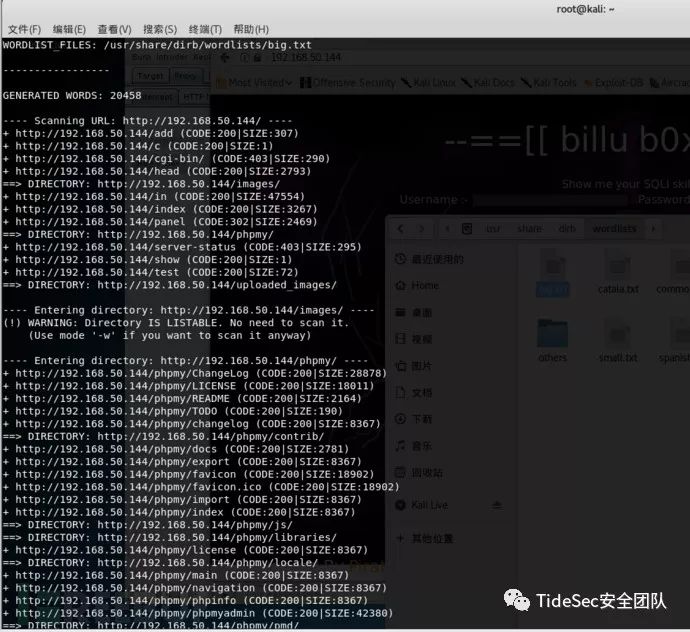 root@kali: ~
文件(F) 编辑(E) 查看(V) 搜索(S) 终端(T) 帮助(H)
WORDLIST_FILES: /usr/share/dirb/wordlists/big.txt
-----------------
GENERATED WORDS: 20458
---- Scanning URL: http://192.168.50.144/ ----
+ http://192.168.50.144/add (CODE:200|SIZE:307)
+ http://192.168.50.144/c (CODE:200|SIZE:1)
+ http://192.168.50.144/cgi-bin/ (CODE:403|SIZE:290)
+ http://192.168.50.144/head (CODE:200|SIZE:2793)
==> DIRECTORY: http://192.168.50.144/images/
+ http://192.168.50.144/in (CODE:200|SIZE:47554)
+ http://192.168.50.144/index (CODE:200|SIZE:3267)
+ http://192.168.50.144/panel (CODE:302|SIZE:2469)
==> DIRECTORY: http://192.168.50.144/phpmy/
+ http://192.168.50.144/server-status (CODE:403|SIZE:295)
+ http://192.168.50.144/show (CODE:200|SIZE:1)
+ http://192.168.50.144/test (CODE:200|SIZE:72)
==> DIRECTORY: http://192.168.50.144/uploaded_images/
---- Entering directory: http://192.168.50.144/images/ ----
(!) WARNING: Directory IS LISTABLE. No need to scan it.
(Use mode '-w' if you want to scan it anyway)
---- Entering directory: http://192.168.50.144/phpmy/ ----
+ http://192.168.50.144/phpmy/ChangeLog (CODE:200|SIZE:28878)
+ http://192.168.50.144/phpmy/LICENSE (CODE:200|SIZE:18011)
+ http://192.168.50.144/phpmy/README (CODE:200|SIZE:2164)
+ http://192.168.50.144/phpmy/TODO (CODE:200|SIZE:190)
+ http://192.168.50.144/phpmy/changelog (CODE:200|SIZE:8367)
==> DIRECTORY: http://192.168.50.144/phpmy/contrib/
+ http://192.168.50.144/phpmy/docs (CODE:200|SIZE:2781)
+ http://192.168.50.144/phpmy/export (CODE:200|SIZE:8367)
+ http://192.168.50.144/phpmy/favicon (CODE:200|SIZE:18902)
+ http://192.168.50.144/phpmy/favicon.ico (CODE:200|SIZE:18902)
+ http://192.168.50.144/phpmy/import (CODE:200|SIZE:8367)
+ http://192.168.50.144/phpmy/index (CODE:200|SIZE:8367)
==> DIRECTORY: http://192.168.50.144/phpmy/js/
==> DIRECTORY: http://192.168.50.144/phpmy/libraries/
+ http://192.168.50.144/phpmy/license (CODE:200|SIZE:8367)
==> DIRECTORY: http://192.168.50.144/phpmy/locale/
+ http://192.168.50.144/phpmy/main (CODE:200|SIZE:8367)
+ http://192.168.50.144/phpmy/navigation (CODE:200|SIZE:8367)
+ http://192.168.50.144/phpmy/phpinfo (CODE:200|SIZE:8367)
+ http://192.168.50.144/phpmy/phpmyadmin (CODE:200|SIZE:42380)
==> DIRECTORY: http://192.168.50.144/phpmy/pmd/
192.168.50.144
Target Proxy
Most Visited Offensive Security Kali Linux Kali Docs Kali Tools Exploit-DB
--==[[ billu b0x
Show me your SQLI skil
Username :- Password
usr share dirb wordlists
最近使用的
Home
桌面
视频
图片
文档
下载
音乐
回收站
Kali Live
+ 其他位置
big.txt catala.txt commo
others small.txt spanis
TideSec安全团队